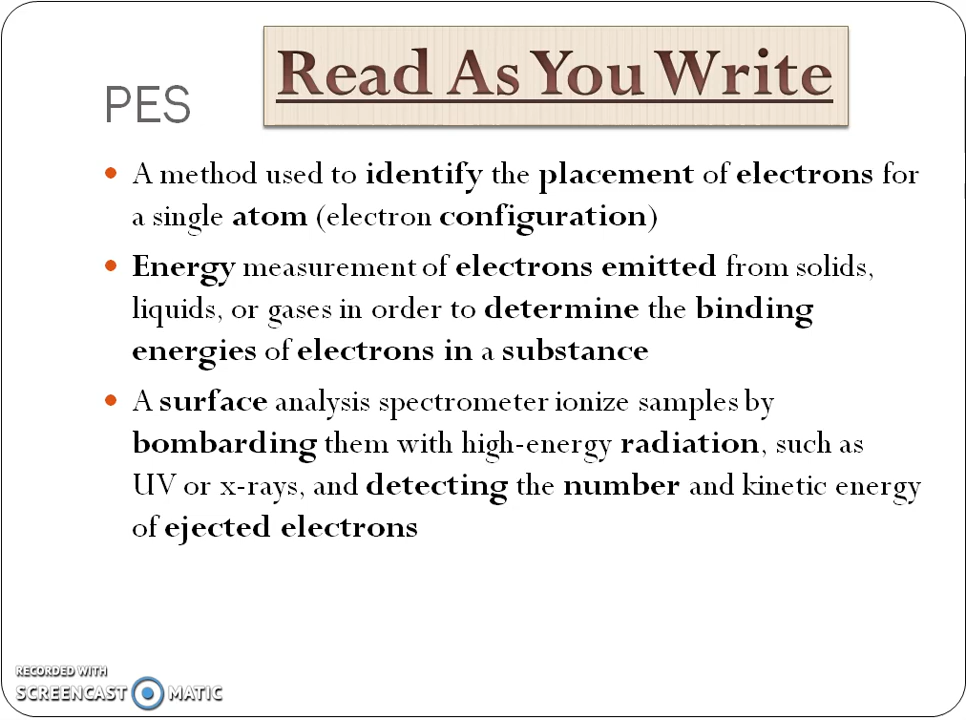 Read As You Write
PES
• A method used to identify the placement of electrons for
a single atom (electron configuration)
• Energy measurement of electrons emitted from solids,
liquids, or gases in order to determine the binding
energies of electrons in a substance
• A surface analysis spectrometer ionize samples by
bombarding them with high-energy radiation, such as
UV or x-rays, and detecting the number and kinetic energy
of ejected electrons
RECORDED WITH
SCREENCAST MATIC